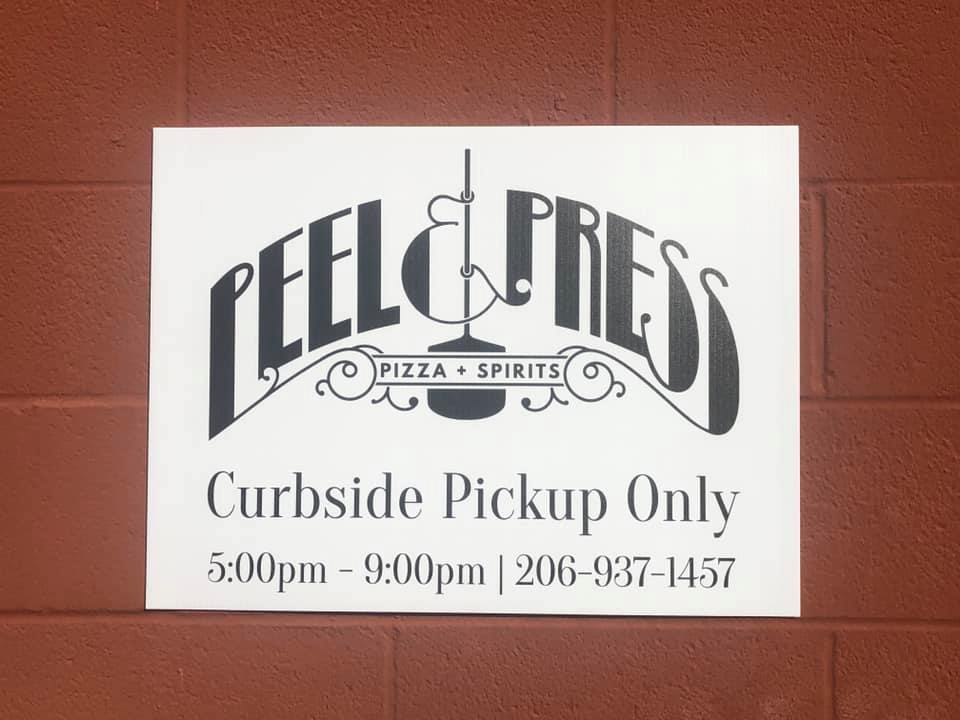 PEEL & PRESS
PIZZA + SPIRITS
Curbside Pickup Only
5:00pm - 9:00pm | 206-937-1457